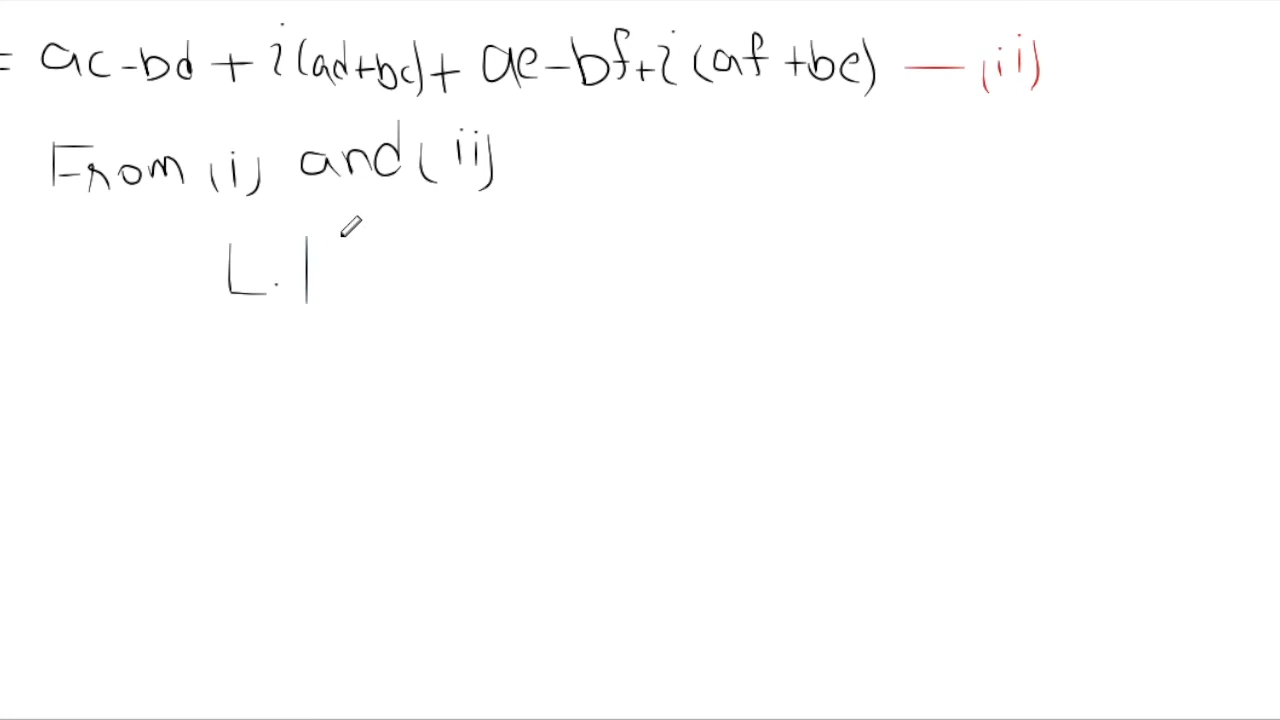 = ac-bd + i(ad+bc) + ae-bf+i(af+be) — (ii)
From (i) and (ii)
L.